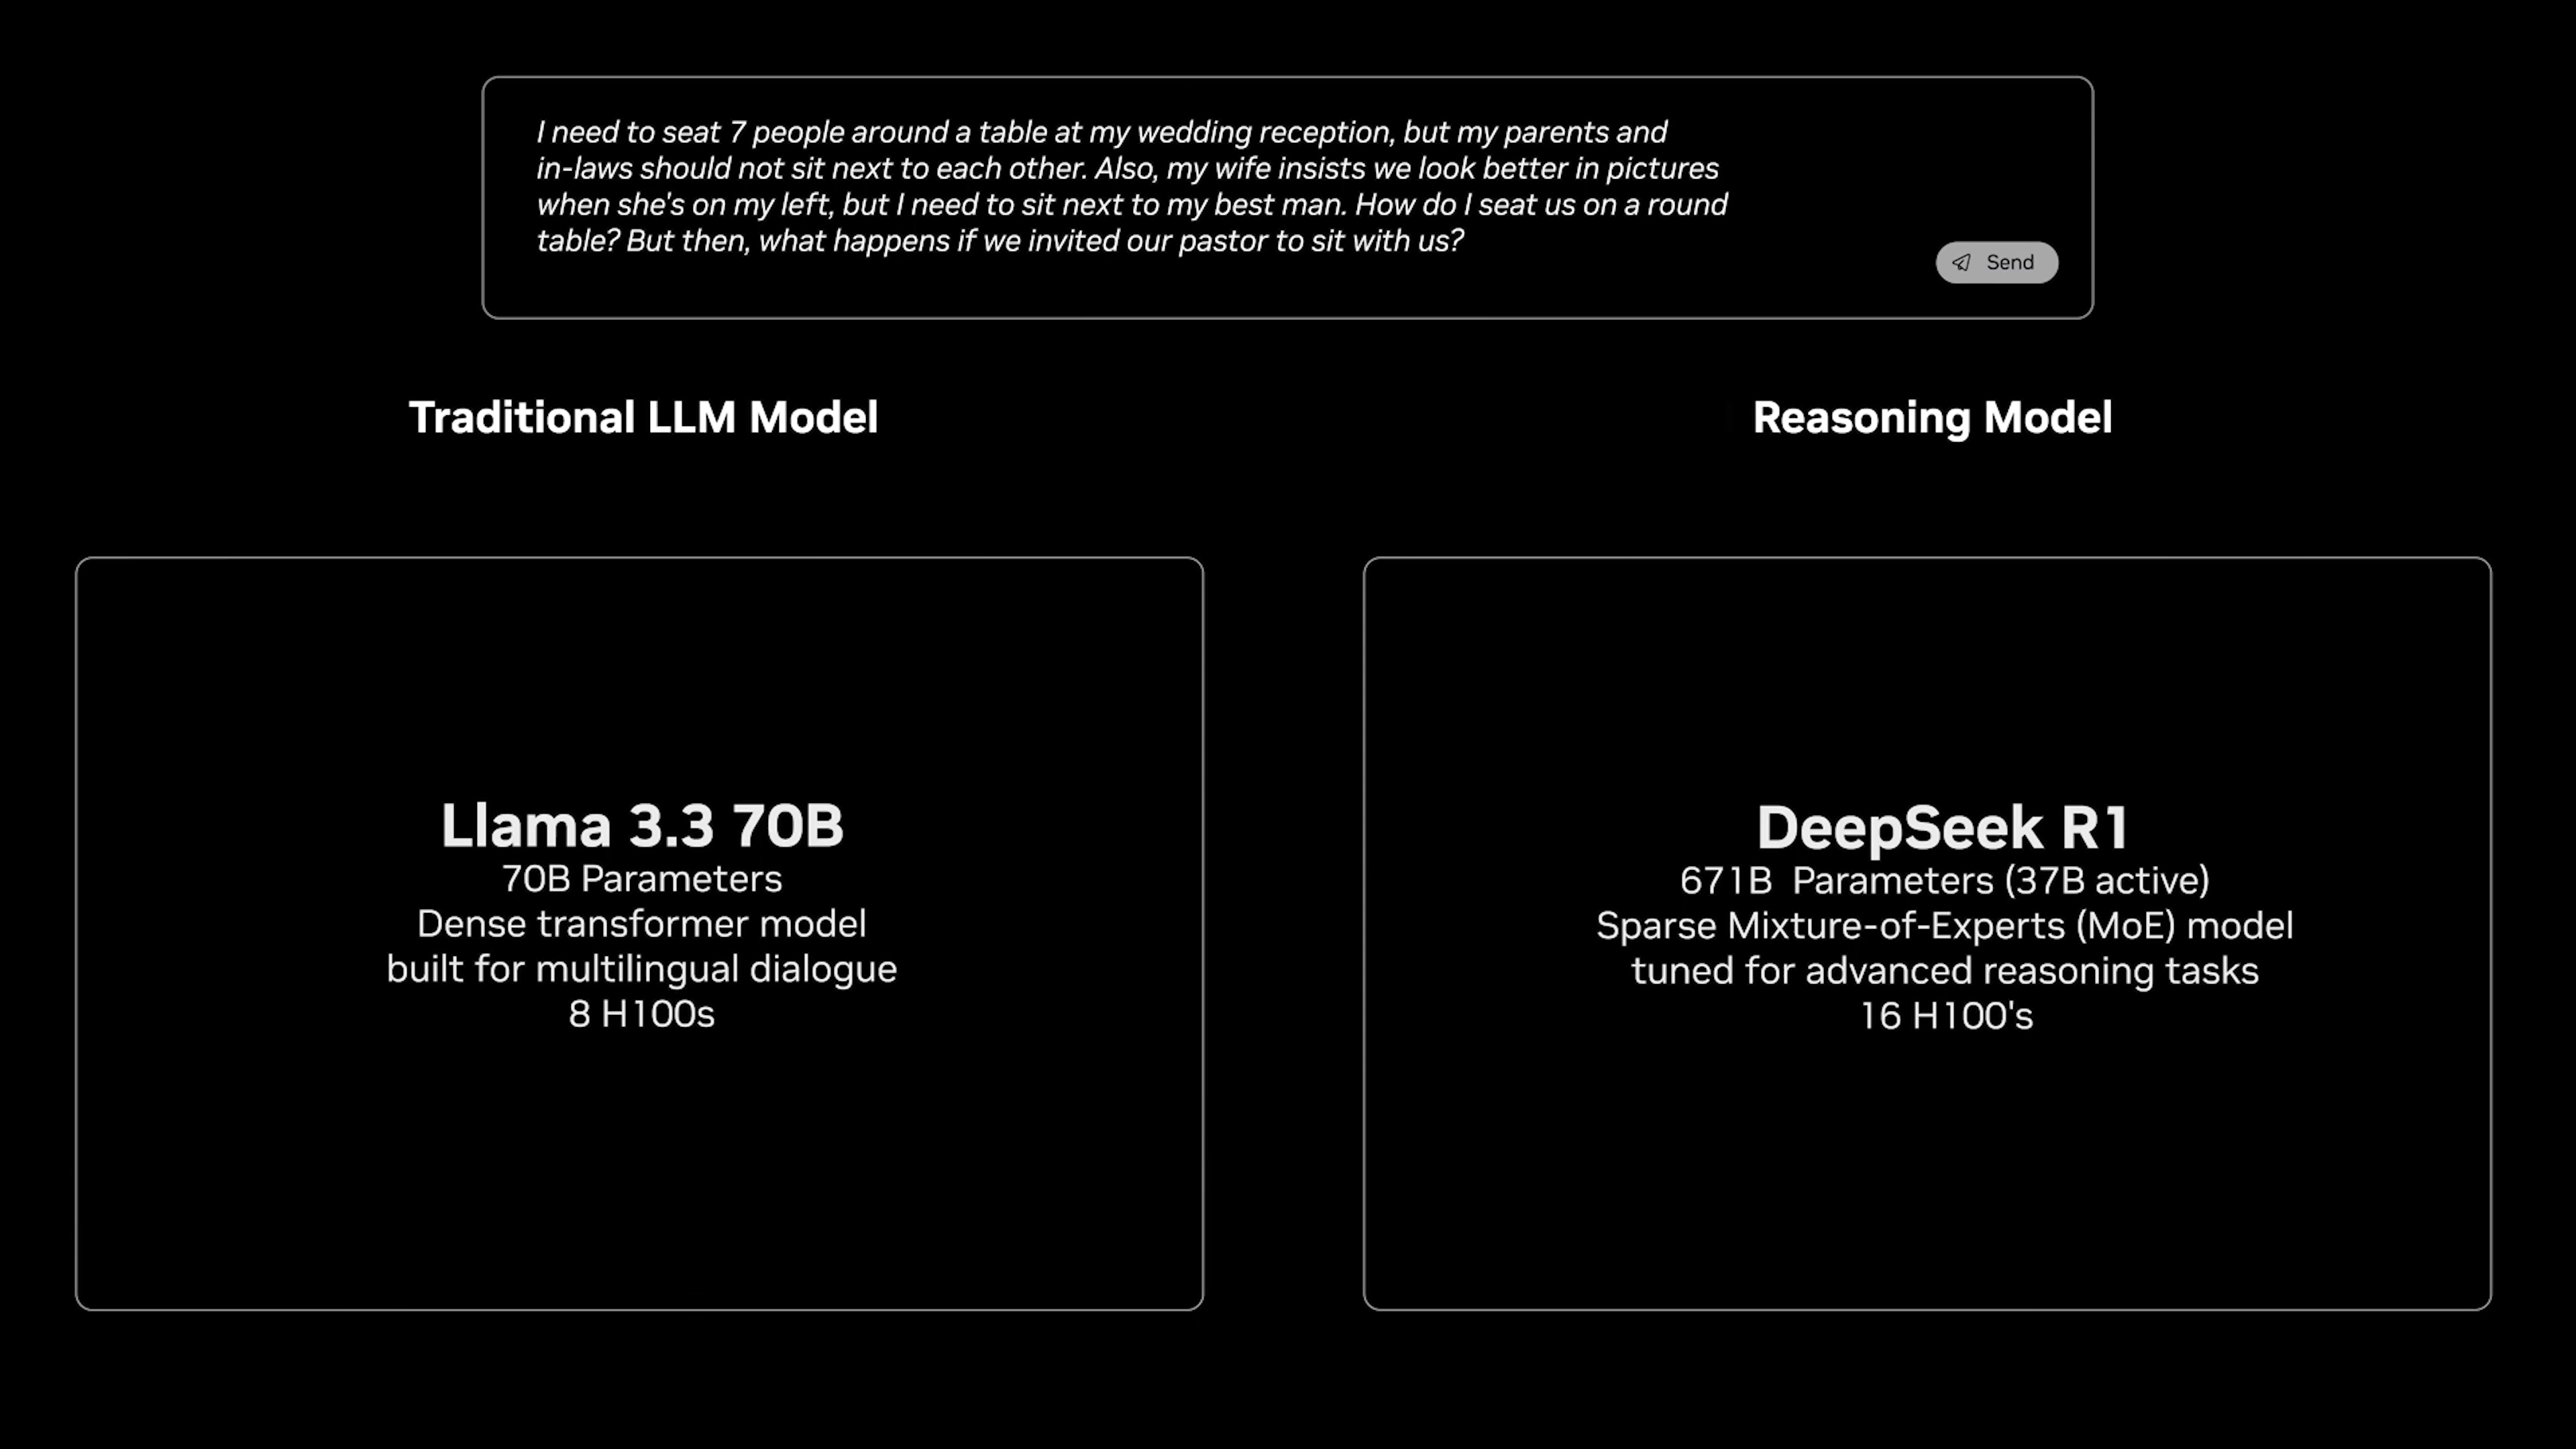 I need to seat 7 people around a table at my wedding reception, but my parents and
in-laws should not sit next to each other. Also, my wife insists we look better in pictures
when she's on my left, but I need to sit next to my best man. How do I seat us on a round
table? But then, what happens if we invited our pastor to sit with us?
Send
Traditional LLM Model
Reasoning Model
Llama 3.3 70B
70B Parameters
Dense transformer model
built for multilingual dialogue
8 H100s
DeepSeek R1
671B  Parameters (37B active)
Sparse Mixture-of-Experts (MoE) model
tuned for advanced reasoning tasks
16 H100's